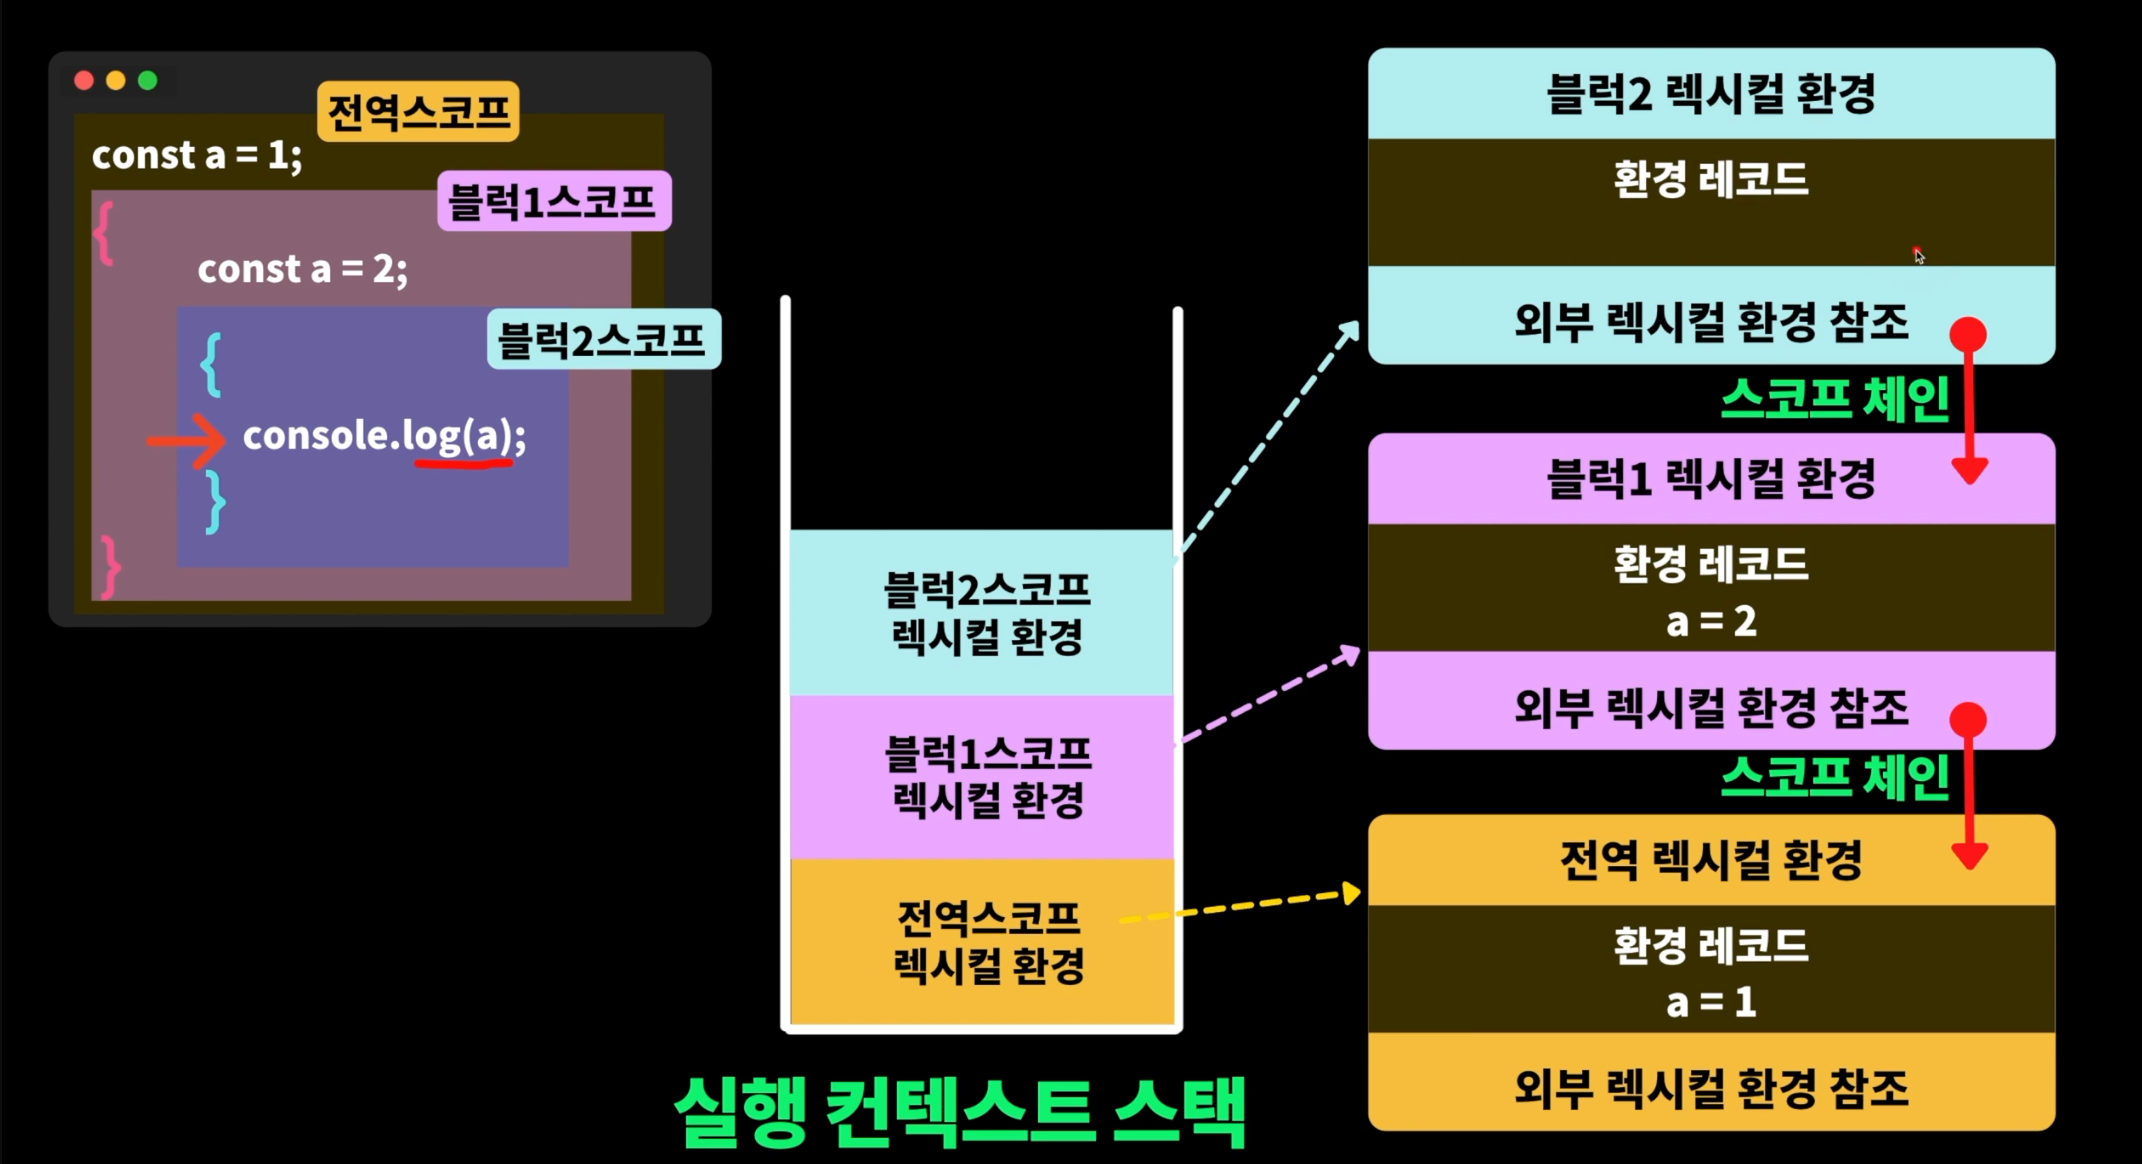 전역스코프
const a = 1;
블럭1스코프
{
const a = 2;
블럭2스코프
{
console.log(a);
}
}
블럭2스코프
렉시컬 환경
블럭1스코프
렉시컬 환경
전역스코프
렉시컬 환경
실행 컨텍스트 스택
블럭2 렉시컬 환경
환경 레코드
외부 렉시컬 환경 참조
스코프 체인
블럭1 렉시컬 환경
환경 레코드
a = 2
외부 렉시컬 환경 참조
스코프 체인
전역 렉시컬 환경
환경 레코드
a = 1
외부 렉시컬 환경 참조